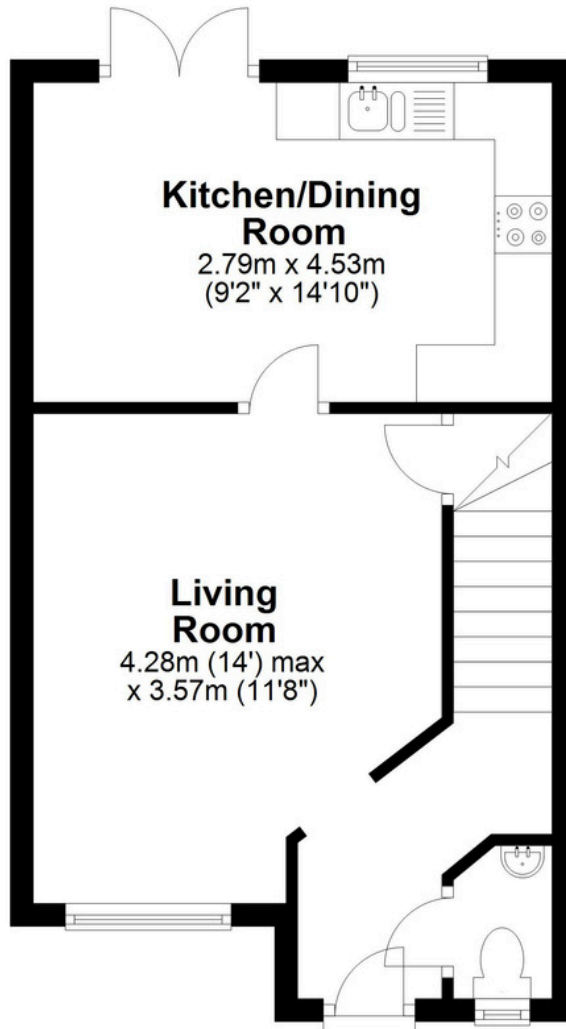 Kitchen/Dining
Room
2.79m x 4.53m
(9'2" x 14'10")
Living
Room
4.28m (14') max
x 3.57m (11'8")